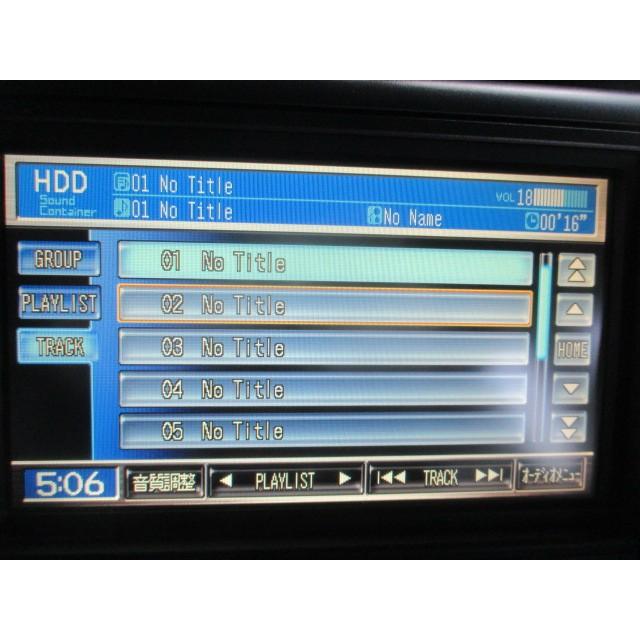 HDD
Sound
Container
01 No Title
01 No Title
No Name
VOL 18
00'16"
GROUP
PLAYLIST
TRACK
01 No Title
02 No Title
03 No Title
04 No Title
05 No Title
HOME
5:06
音質調整
PLAYLIST
TRACK
オーディオメニュー